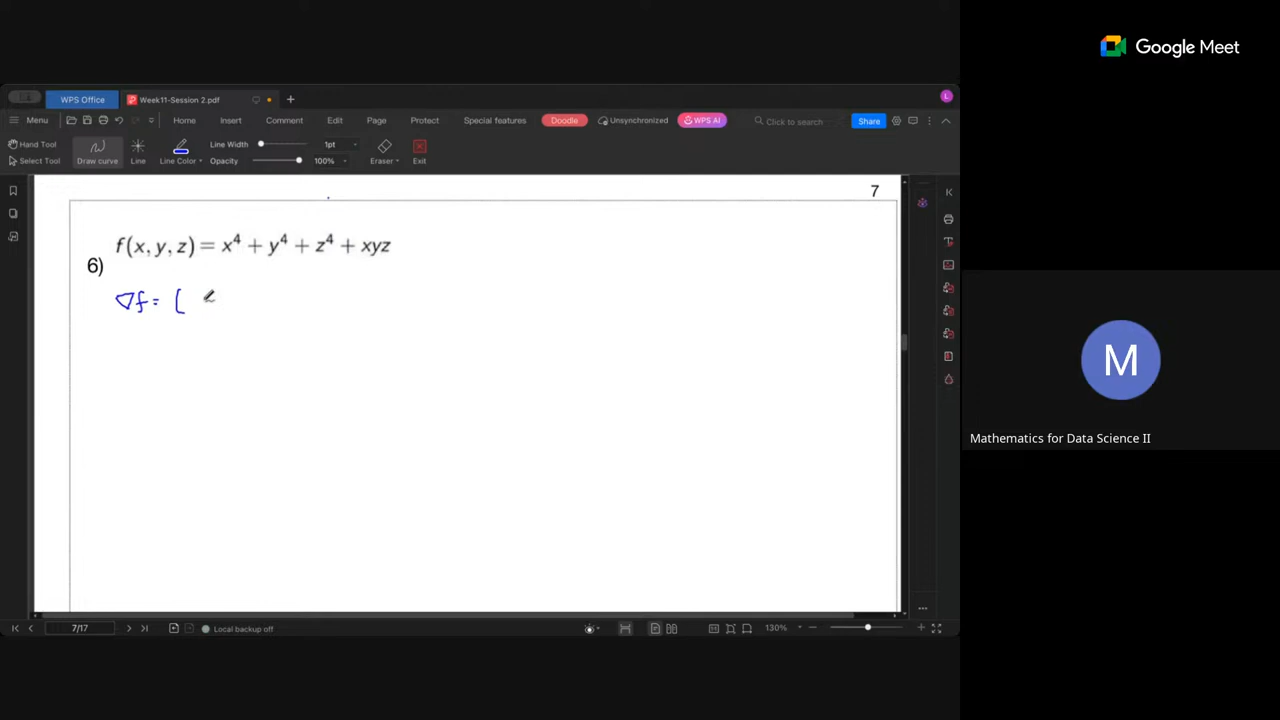 Google Meet
WPS Office
Week11-Session 2.pdf
L
Menu
Home
Insert
Comment
Edit
Page
Protect
Special features
Doodle
Unsynchronized
WPS AI
Search tools
Share
Hand Tool
Select Tool
Draw curve
Line
Line Color
Line Width
1pt
Opacity
100%
Eraser
Exit
7
f(x, y, z) = x⁴ + y⁴ + z⁴ + xyz
6)
∇f = [
M
Mathematics for Data Science II
7/17
Local backup off
130%